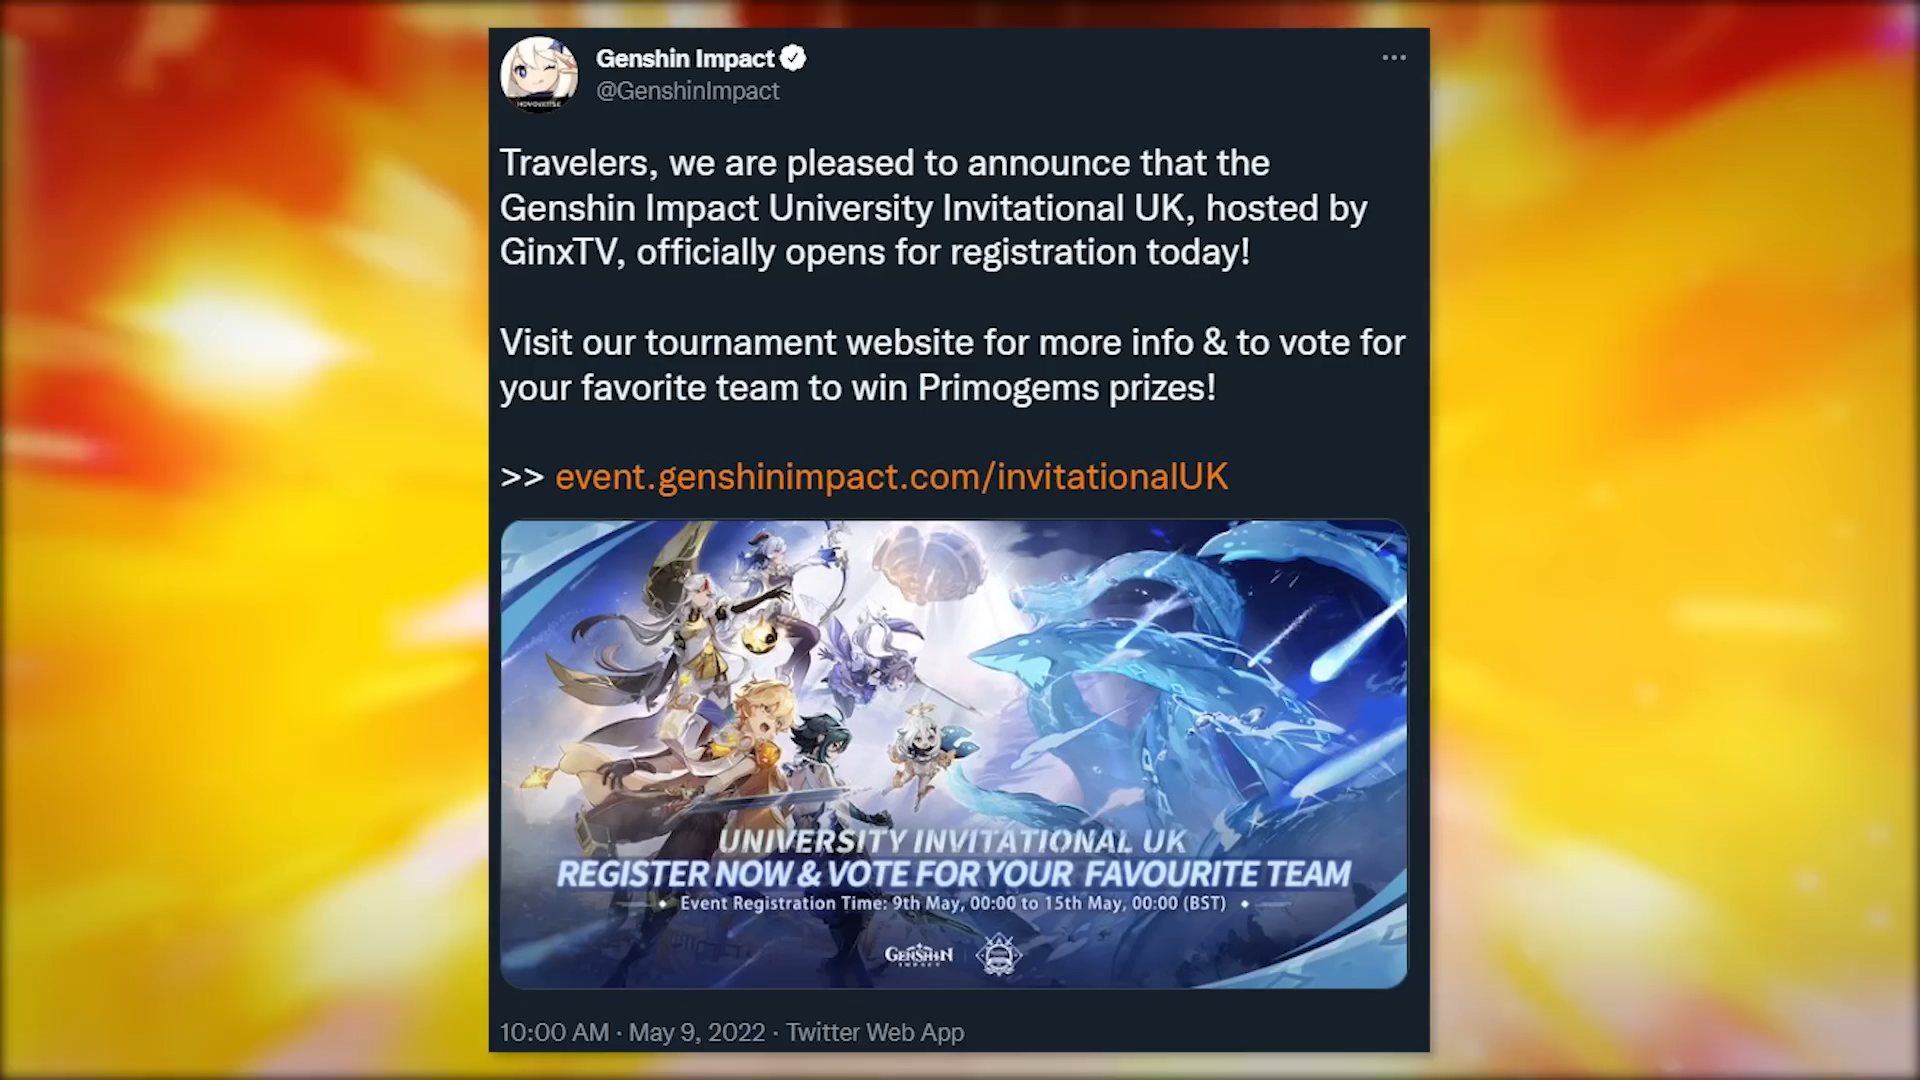 Genshin Impact
@GenshinImpact
HOYOVERSE
Travelers, we are pleased to announce that the
Genshin Impact University Invitational UK, hosted by
GinxTV, officially opens for registration today!
Visit our tournament website for more info & to vote for
your favorite team to win Primogems prizes!
>> event.genshinimpact.com/invitationalUK
UNIVERSITY INVITATIONAL UK
REGISTER NOW & VOTE FOR YOUR FAVOURITE TEAM
Event Registration Time: 9th May, 00:00 to 15th May, 00:00 (BST)
GENSHIN
IMPACT
10:00 AM · May 9, 2022 · Twitter Web App